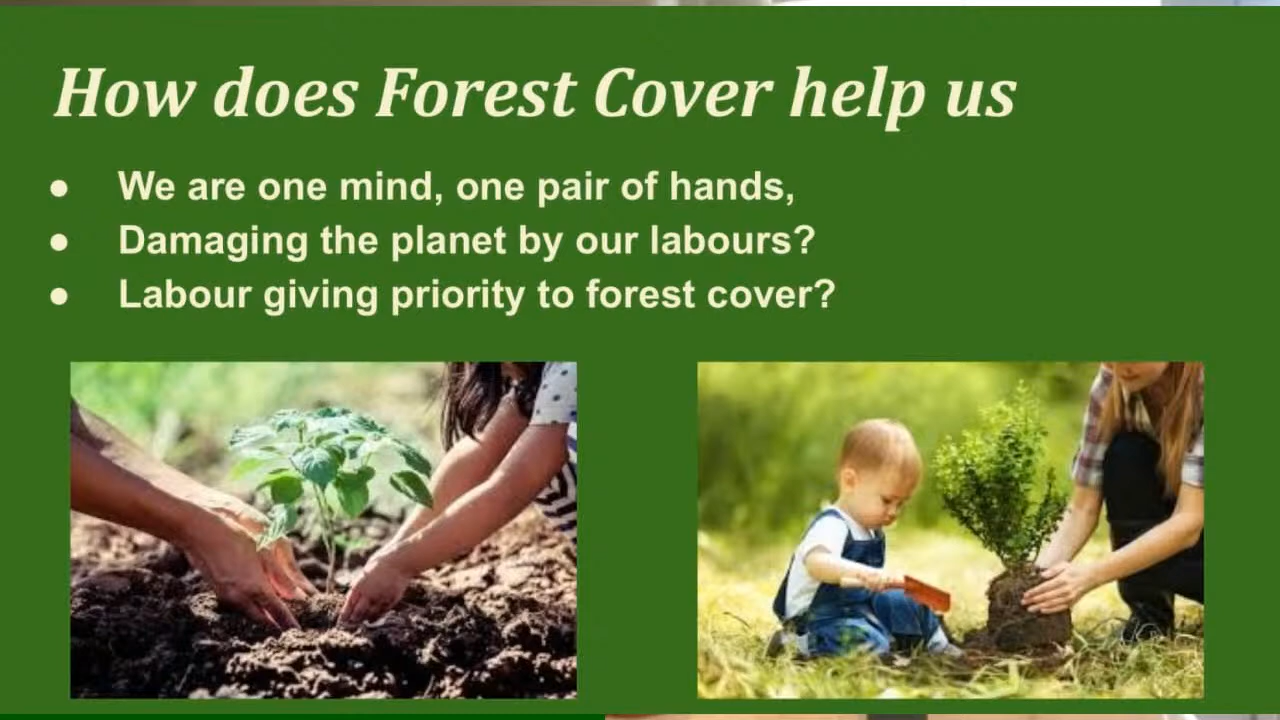 How does Forest Cover help us
● We are one mind, one pair of hands,
● Damaging the planet by our labours?
● Labour giving priority to forest cover?